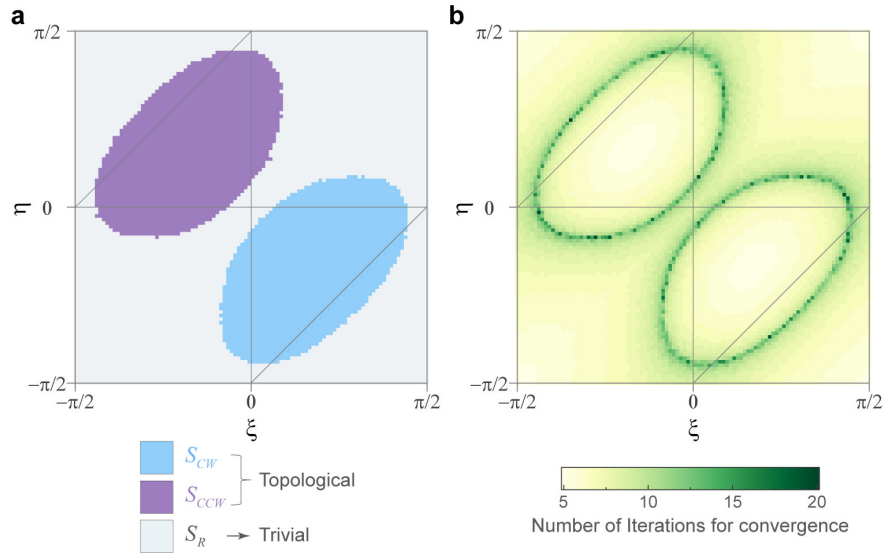 a
π/2
η
0
−π/2
−π/2
0
π/2
ξ
S_CW
S_CCW
Topological
S_R → Trivial
b
π/2
η
0
−π/2
−π/2
0
π/2
ξ
5
10
15
20
Number of Iterations for convergence